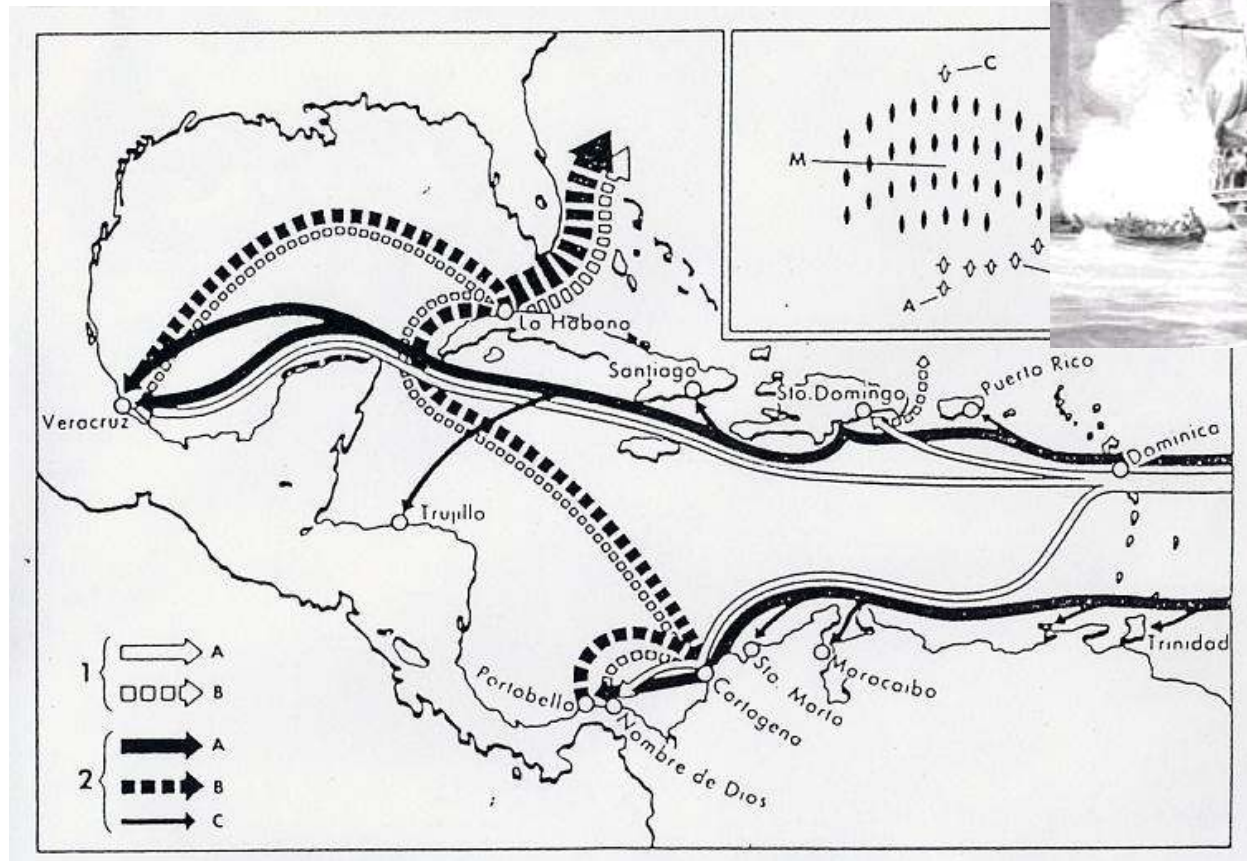 C
M
A
La Habana
Santiago
Sto. Domingo
Puerto Rico
Dominica
Veracruz
Trujillo
Trinidad
Maracaibo
Sta. Marta
Cartagena
Portobello
Nombre de Dios
1
A
B
2
A
B
C